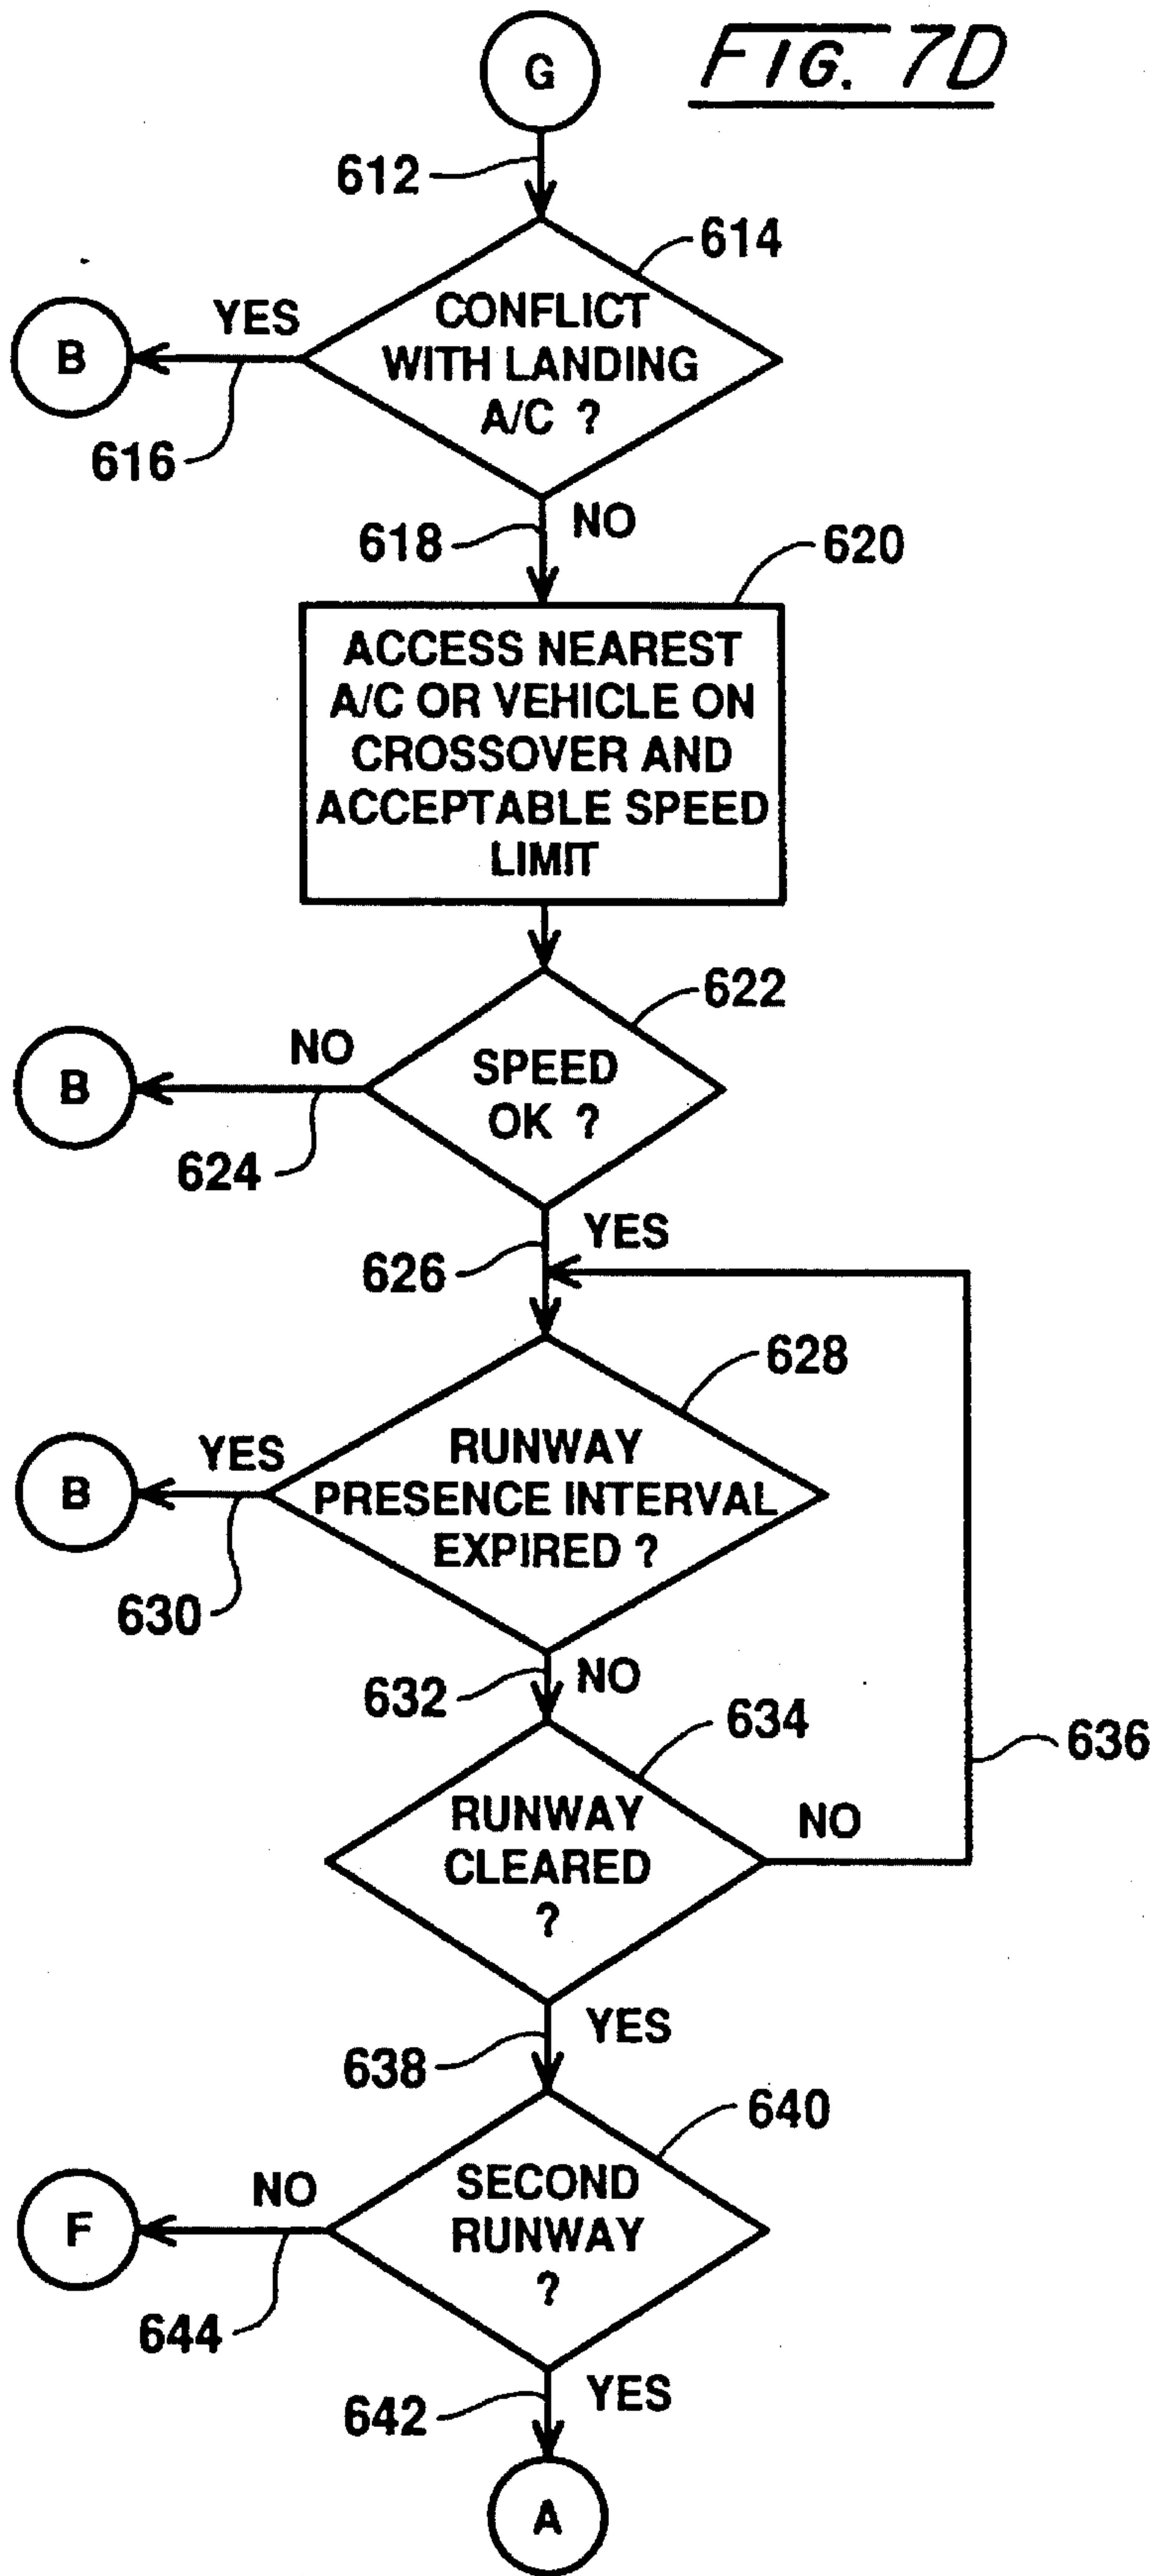 G
FIG. 7D
612
614
CONFLICT
WITH LANDING
A/C ?
YES
B
616
618
NO
620
ACCESS NEAREST
A/C OR VEHICLE ON
CROSSOVER AND
ACCEPTABLE SPEED
LIMIT
622
SPEED
OK ?
NO
B
624
YES
626
628
RUNWAY
PRESENCE INTERVAL
EXPIRED ?
YES
B
630
632
NO
634
636
RUNWAY
CLEARED
?
NO
YES
638
640
SECOND
RUNWAY
?
NO
F
644
YES
642
A